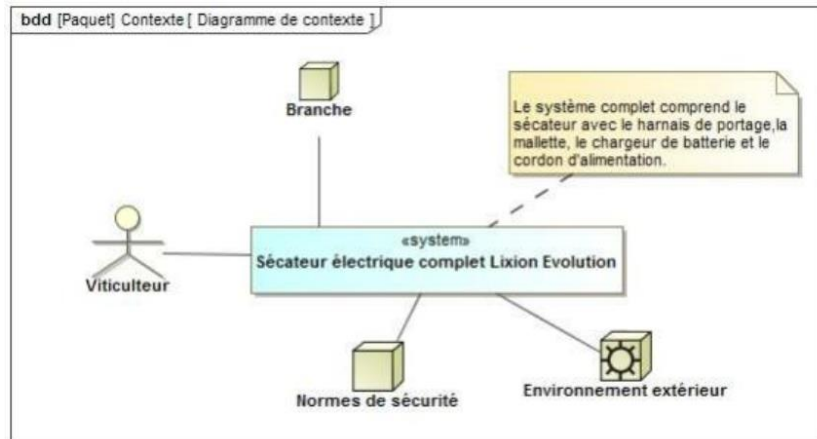 bdd [Paquet] Contexte [ Diagramme de contexte ]
Branche
Le système complet comprend le
sécateur avec le harnais de portage,la
mallette, le chargeur de batterie et le
cordon d'alimentation.
«system»
Sécateur électrique complet Lixion Evolution
Viticulteur
Normes de sécurité
Environnement extérieur